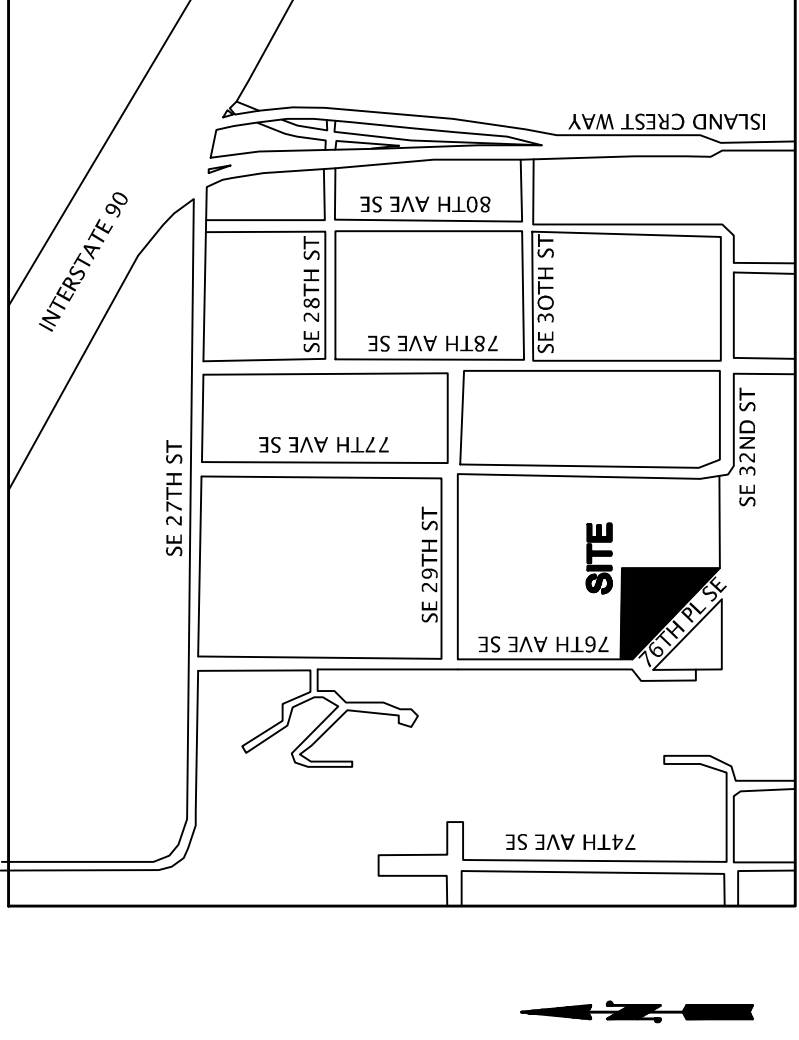 ISLAND CREST WAY
80TH AVE SE
INTERSTATE 90
SE 28TH ST
SE 30TH ST
78TH AVE SE
77TH AVE SE
SE 27TH ST
SE 32ND ST
SE 29TH ST
SITE
76TH AVE SE
76TH PL SE
74TH AVE SE
N